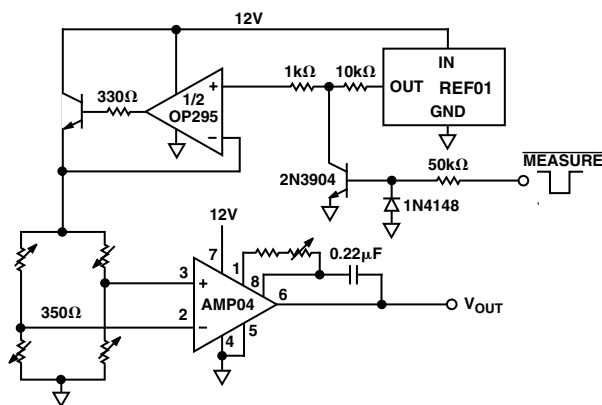 12V
330Ω
1/2
OP295
+
−
1kΩ
10kΩ
IN
OUT REF01
GND
2N3904
50kΩ
MEASURE
1N4148
12V
7
1
8
0.22µF
3
+
AMP04
6
VOUT
350Ω
2
−
4
5